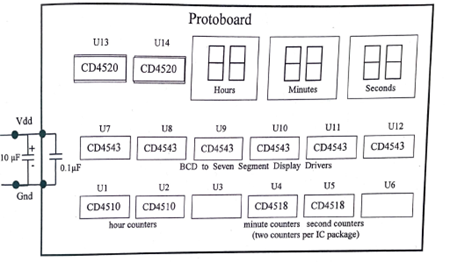 Protoboard
U13 U14
CD4520 CD4520
Hours Minutes Seconds
Vdd
U7 U8 U9 U10 U11 U12
10 µF + 0.1µF CD4543 CD4543 CD4543 CD4543 CD4543 CD4543
-
BCD to Seven Segment Display Drivers
Gnd
U1 U2 U3 U4 U5 U6
CD4510 CD4510 CD4518 CD4518
hour counters minute counters second counters
(two counters per IC package)